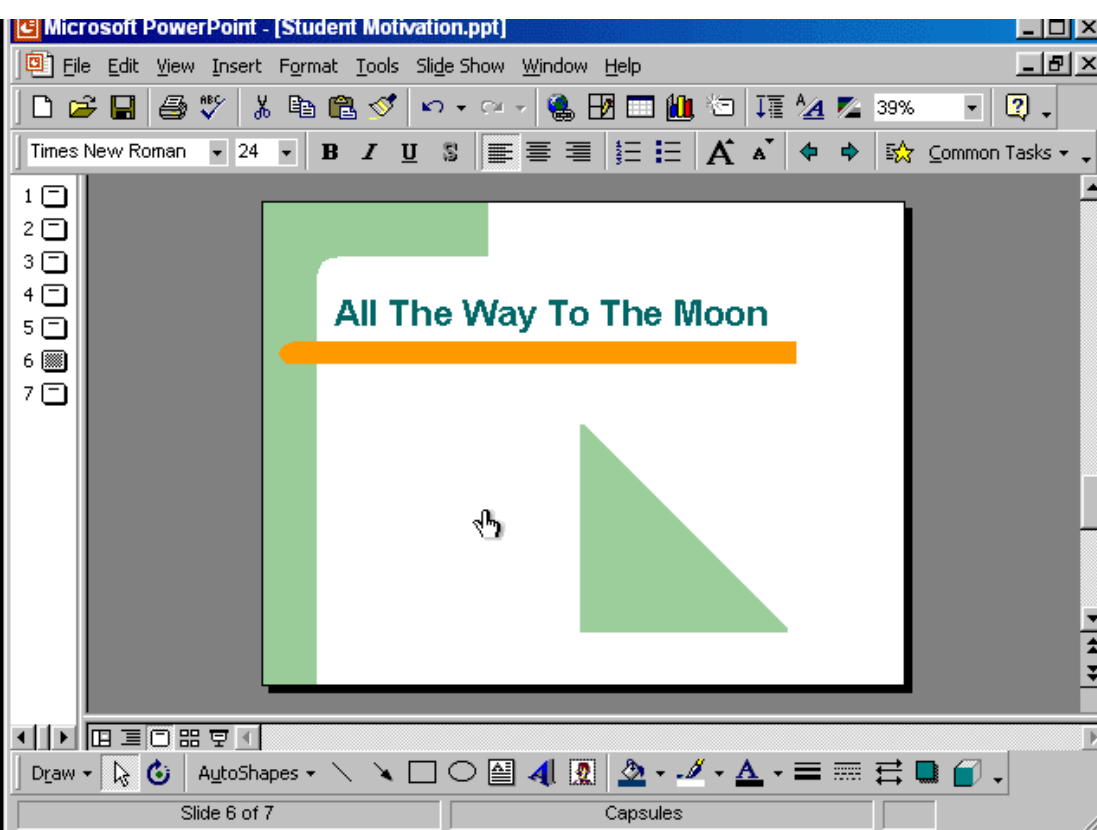 Microsoft PowerPoint - [Student Motivation.ppt]
File Edit View Insert Format Tools Slide Show Window Help
ABC 39%
Times New Roman 24 B I U S Common Tasks
1
2
3
4
5
6
7
All The Way To The Moon
Draw AutoShapes
Slide 6 of 7 Capsules